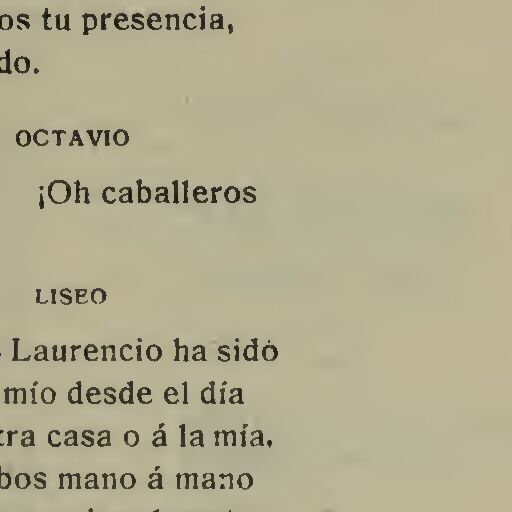 os tu presencia,
do.
OCTAVIO
¡Oh caballeros
LISEO
Laurencio ha sido
mío desde el día
tra casa o á la mía,
bos mano á mano